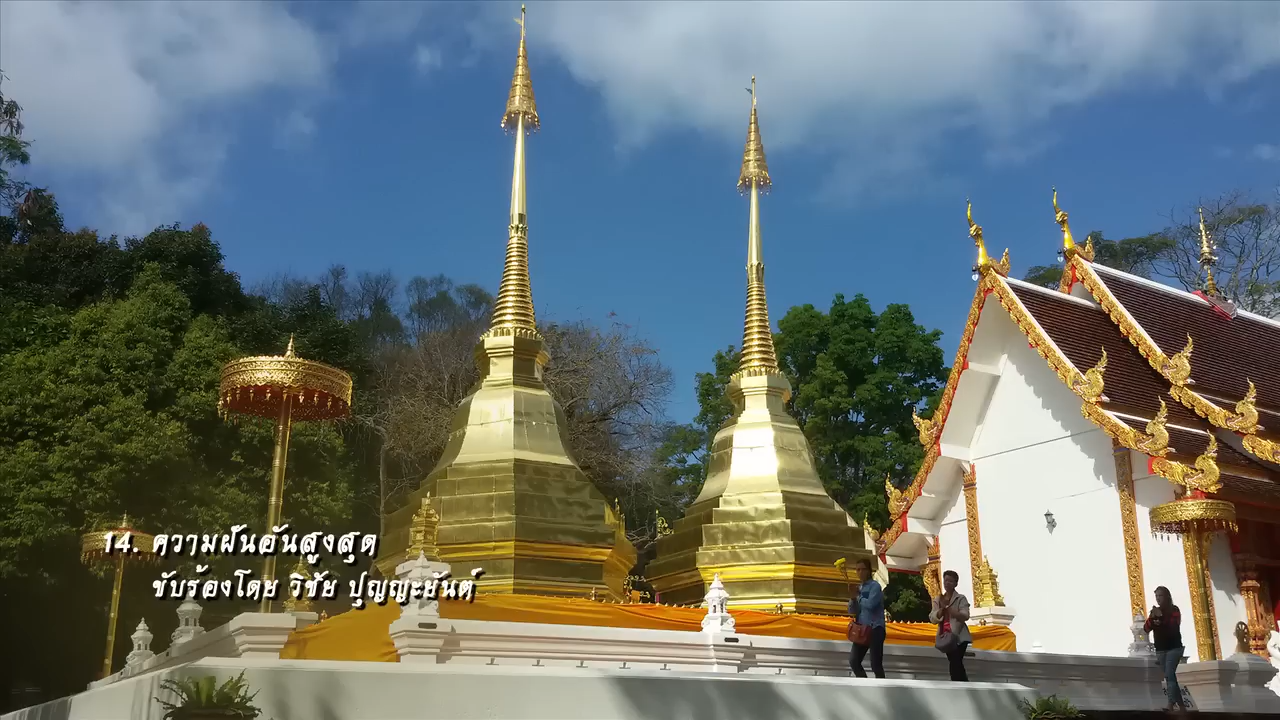 14. ความฝันอันสูงสุด
ขับร้องโดย วิชัย ปุญญะยันต์